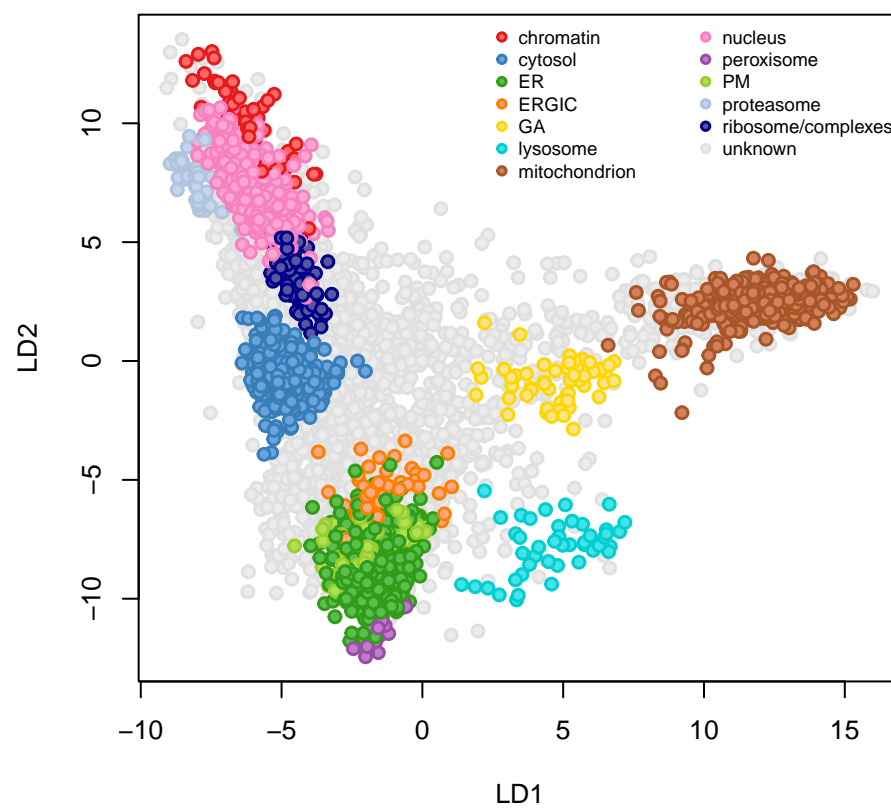 chromatin
cytosol
ER
ERGIC
GA
lysosome
mitochondrion
nucleus
peroxisome
PM
proteasome
ribosome/complexes
unknown
LD2
10
5
0
−5
−10
−10
−5
0
5
10
15
LD1